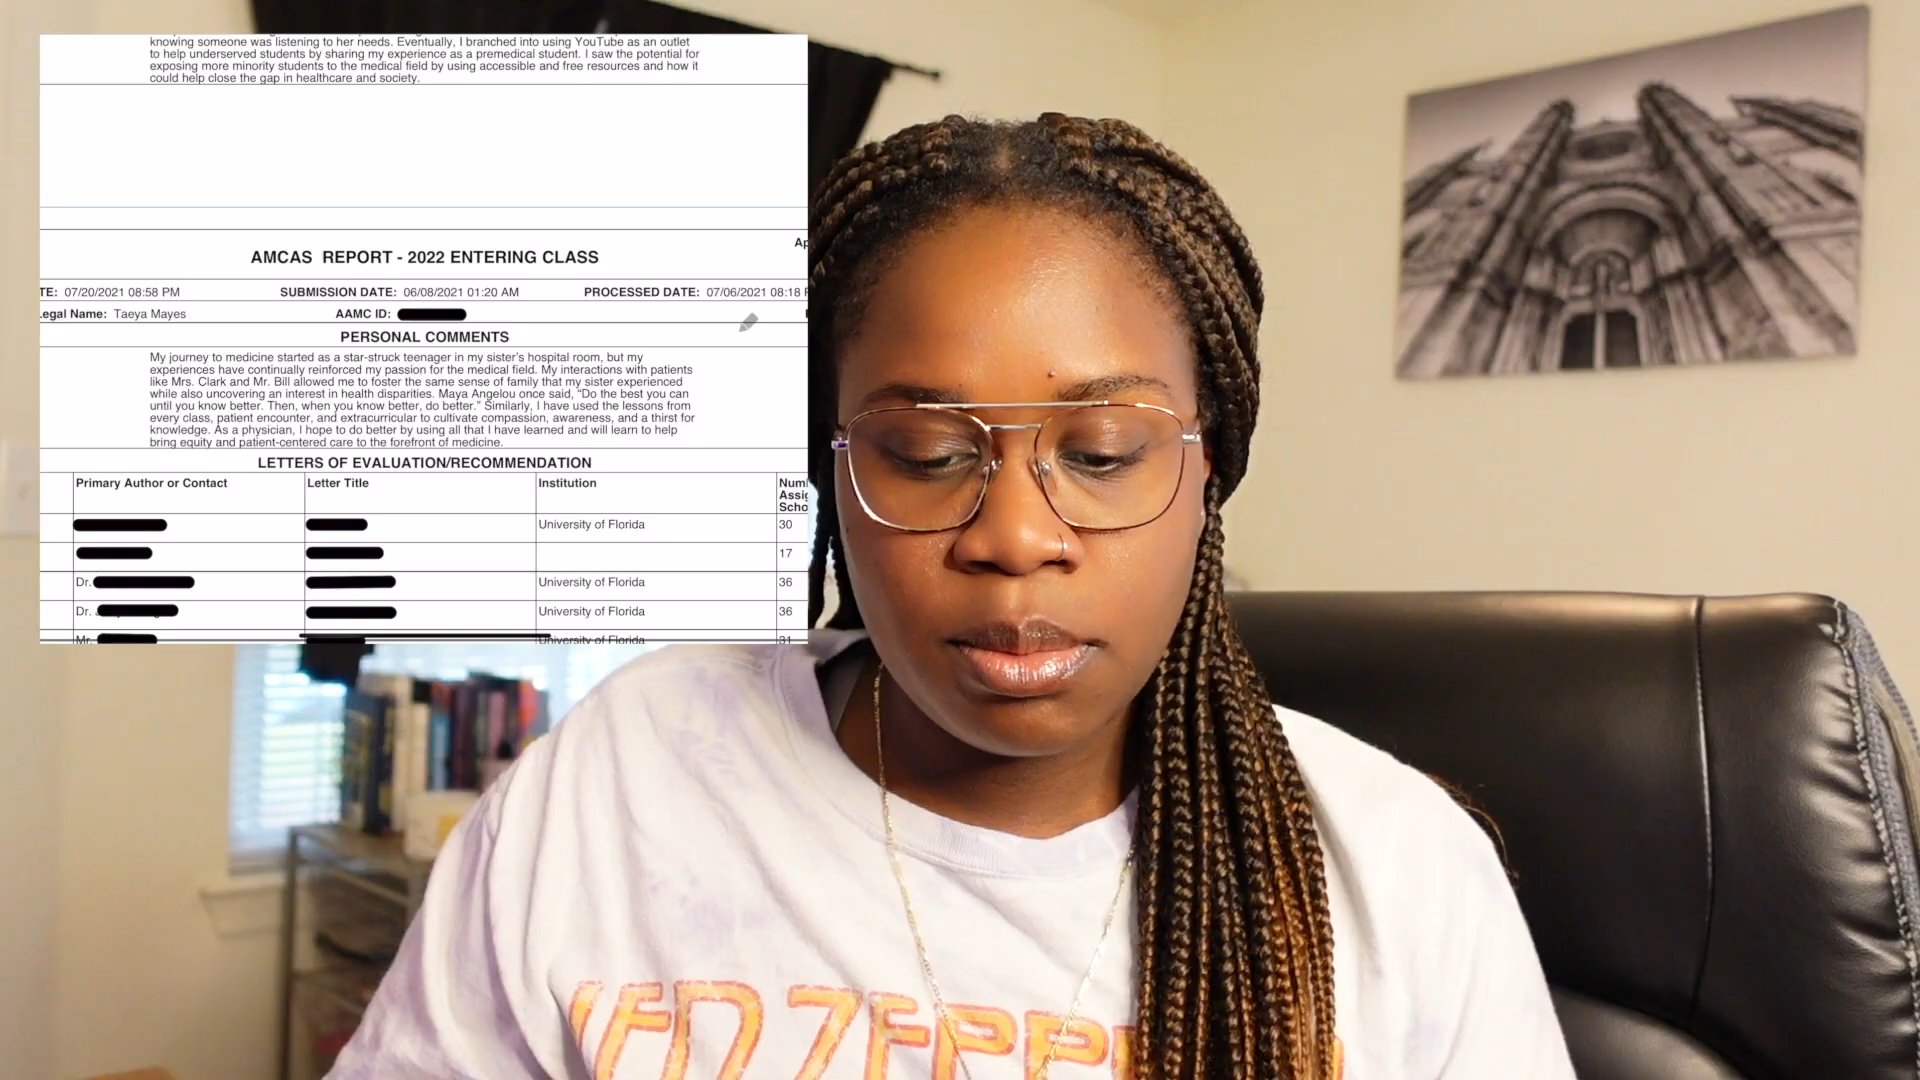 knowing someone was listening to her needs. Eventually, I branched into using YouTube as an outlet
to help underserved students by sharing my experience as a premedical student. I saw the potential for
exposing more minority students to the medical field by using accessible and free resources and how it
could help close the gap in healthcare and society.
Ap
AMCAS REPORT - 2022 ENTERING CLASS
TE: 07/20/2021 08:58 PM SUBMISSION DATE: 06/08/2021 01:20 AM PROCESSED DATE: 07/06/2021 08:18
egal Name: Taeya Mayes AAMC ID:
PERSONAL COMMENTS
My journey to medicine started as a star-struck teenager in my sister's hospital room, but my
experiences have continually reinforced my passion for the medical field. My interactions with patients
like Mrs. Clark and Mr. Bill allowed me to foster the same sense of family that my sister experienced
while also uncovering an interest in health disparities. Maya Angelou once said, “Do the best you can
until you know better. Then, when you know better, do better.” Similarly, I have used the lessons from
every class, patient encounter, and extracurricular to cultivate compassion, awareness, and a thirst for
knowledge. As a physician, I hope to do better by using all that I have learned and will learn to help
bring equity and patient-centered care to the forefront of medicine.
LETTERS OF EVALUATION/RECOMMENDATION
Primary Author or Contact Letter Title Institution Num
Assig
Scho
University of Florida 30
17
Dr. University of Florida 36
Dr. University of Florida 36
Mr. University of Florida 31
LED ZEPP